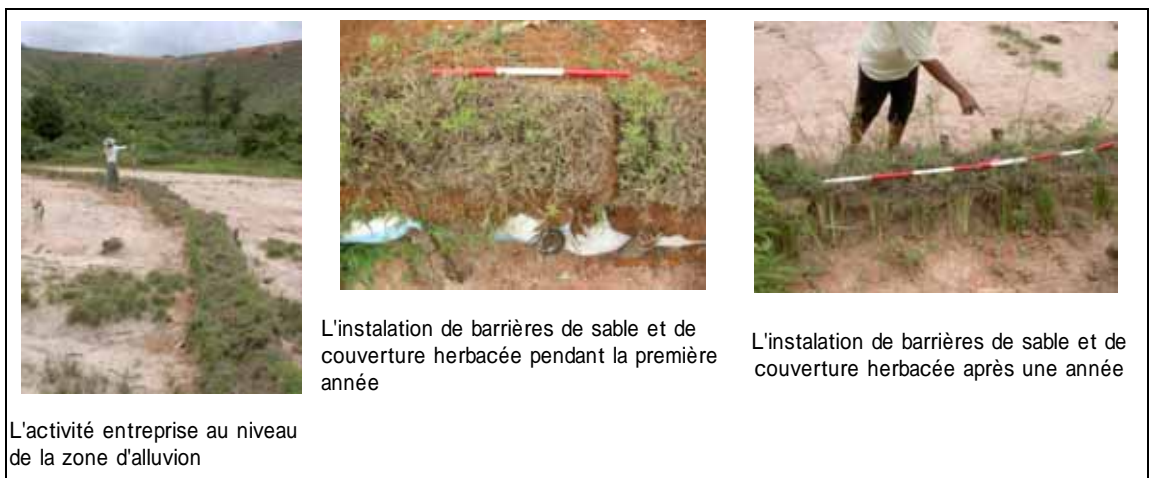 L'instalation de barrières de sable et de
couverture herbacée pendant la première
année
L'instalation de barrières de sable et de
couverture herbacée après une année
L'activité entreprise au niveau
de la zone d'alluvion